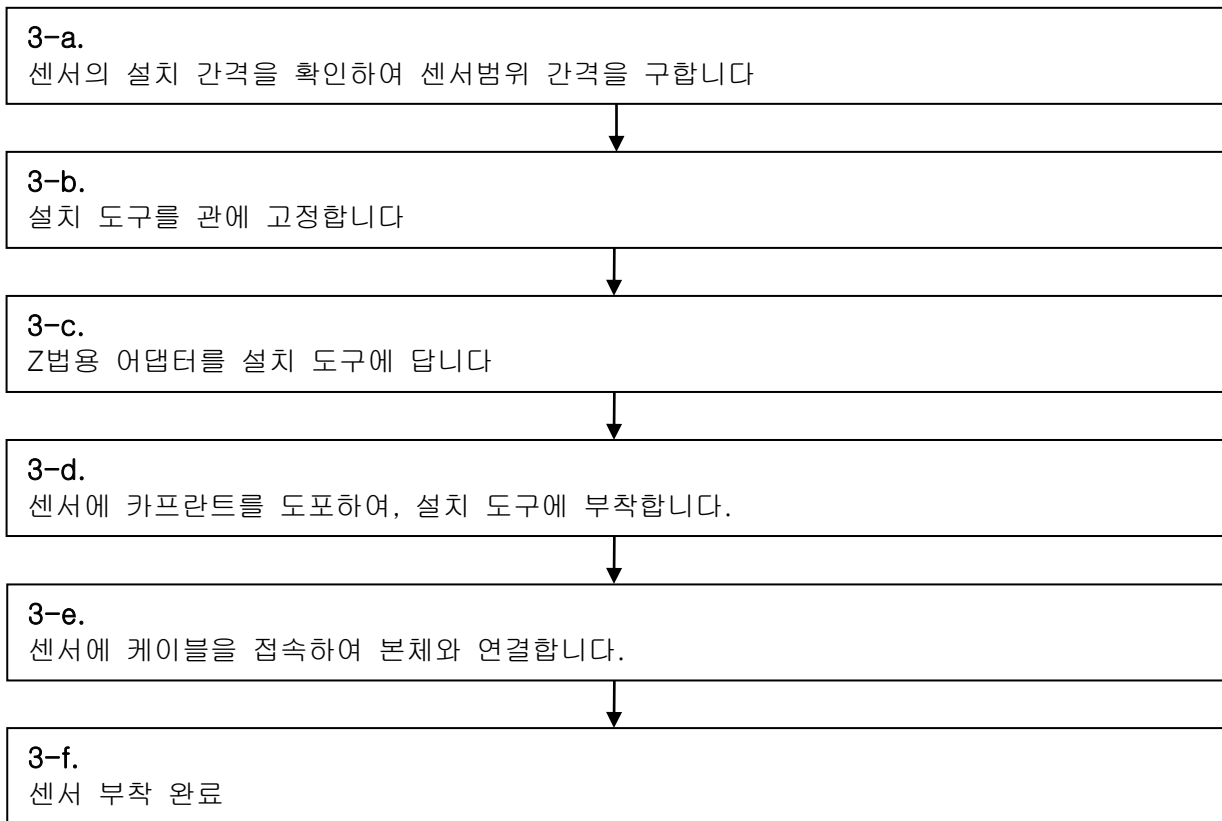 3-a.
센서의 설치 간격을 확인하여 센서범위 간격을 구합니다
3-b.
설치 도구를 관에 고정합니다
3-c.
Z법용 어댑터를 설치 도구에 답니다
3-d.
센서에 카프란트를 도포하여, 설치 도구에 부착합니다.
3-e.
센서에 케이블을 접속하여 본체와 연결합니다.
3-f.
센서 부착 완료